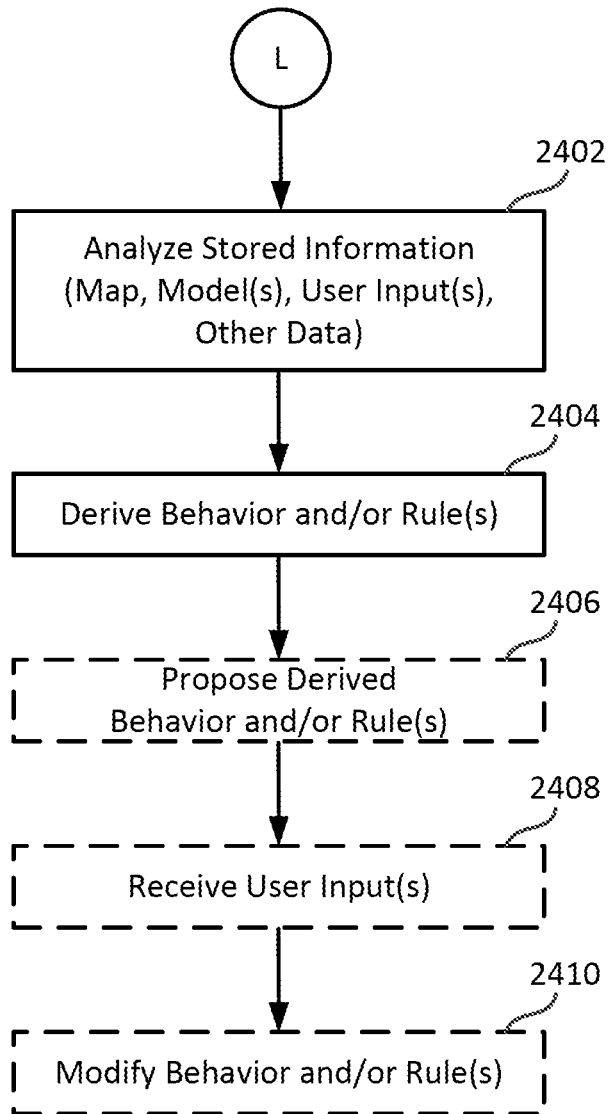 L
2402
Analyze Stored Information
(Map, Model(s), User Input(s),
Other Data)
2404
Derive Behavior and/or Rule(s)
2406
Propose Derived
Behavior and/or Rule(s)
2408
Receive User Input(s)
2410
Modify Behavior and/or Rule(s)